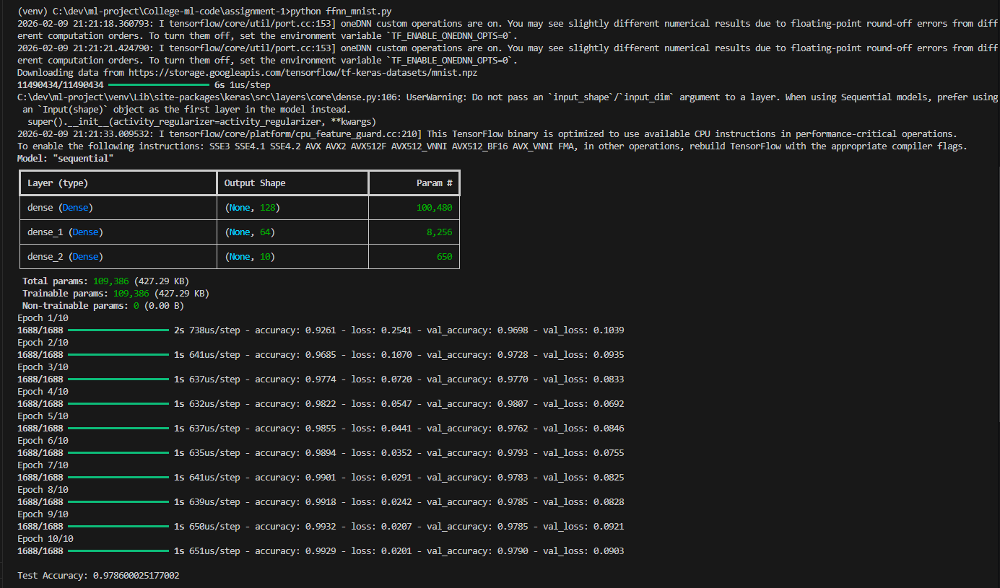 (venv) C:\dev\ml-project\College-ml-code\assignment-1>python ffnn_mnist.py
2026-02-09 21:21:18.360793: I tensorflow/core/util/port.cc:153] oneDNN custom operations are on. You may see slightly different numerical results due to floating-point round-off errors from diff
erent computation orders. To turn them off, set the environment variable `TF_ENABLE_ONEDNN_OPTS=0`.
2026-02-09 21:21:21.424790: I tensorflow/core/util/port.cc:153] oneDNN custom operations are on. You may see slightly different numerical results due to floating-point round-off errors from diff
erent computation orders. To turn them off, set the environment variable `TF_ENABLE_ONEDNN_OPTS=0`.
Downloading data from https://storage.googleapis.com/tensorflow/tf-keras-datasets/mnist.npz
11490434/11490434 6s 1us/step
C:\dev\ml-project\venv\Lib\site-packages\keras\src\layers\core\dense.py:106: UserWarning: Do not pass an `input_shape`/`input_dim` argument to a layer. When using Sequential models, prefer using
an `Input(shape)` object as the first layer in the model instead.
super().__init__(activity_regularizer=activity_regularizer, **kwargs)
2026-02-09 21:21:33.009532: I tensorflow/core/platform/cpu_feature_guard.cc:210] This TensorFlow binary is optimized to use available CPU instructions in performance-critical operations.
To enable the following instructions: SSE3 SSE4.1 SSE4.2 AVX AVX2 AVX512F AVX512_VNNI AVX512_BF16 AVX_VNNI FMA, in other operations, rebuild TensorFlow with the appropriate compiler flags.
Model: "sequential"
Layer (type) Output Shape Param #
dense (Dense) (None, 128) 100,480
dense_1 (Dense) (None, 64) 8,256
dense_2 (Dense) (None, 10) 650
Total params: 109,386 (427.29 KB)
Trainable params: 109,386 (427.29 KB)
Non-trainable params: 0 (0.00 B)
Epoch 1/10
1688/1688 2s 738us/step - accuracy: 0.9261 - loss: 0.2541 - val_accuracy: 0.9698 - val_loss: 0.1039
Epoch 2/10
1688/1688 1s 641us/step - accuracy: 0.9685 - loss: 0.1070 - val_accuracy: 0.9728 - val_loss: 0.0935
Epoch 3/10
1688/1688 1s 637us/step - accuracy: 0.9774 - loss: 0.0720 - val_accuracy: 0.9770 - val_loss: 0.0833
Epoch 4/10
1688/1688 1s 632us/step - accuracy: 0.9822 - loss: 0.0547 - val_accuracy: 0.9807 - val_loss: 0.0692
Epoch 5/10
1688/1688 1s 637us/step - accuracy: 0.9855 - loss: 0.0441 - val_accuracy: 0.9762 - val_loss: 0.0846
Epoch 6/10
1688/1688 1s 635us/step - accuracy: 0.9894 - loss: 0.0352 - val_accuracy: 0.9793 - val_loss: 0.0755
Epoch 7/10
1688/1688 1s 641us/step - accuracy: 0.9901 - loss: 0.0291 - val_accuracy: 0.9783 - val_loss: 0.0825
Epoch 8/10
1688/1688 1s 639us/step - accuracy: 0.9918 - loss: 0.0242 - val_accuracy: 0.9785 - val_loss: 0.0828
Epoch 9/10
1688/1688 1s 650us/step - accuracy: 0.9932 - loss: 0.0207 - val_accuracy: 0.9785 - val_loss: 0.0921
Epoch 10/10
1688/1688 1s 651us/step - accuracy: 0.9929 - loss: 0.0201 - val_accuracy: 0.9790 - val_loss: 0.0903
Test Accuracy: 0.978600025177002